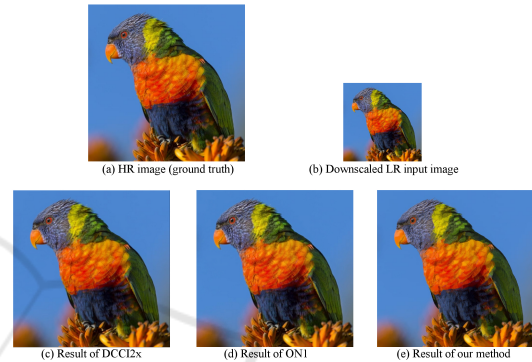 (a) HR image (ground truth)
(b) Downscaled LR input image
(c) Result of DCCI2x
(d) Result of ON1
(e) Result of our method